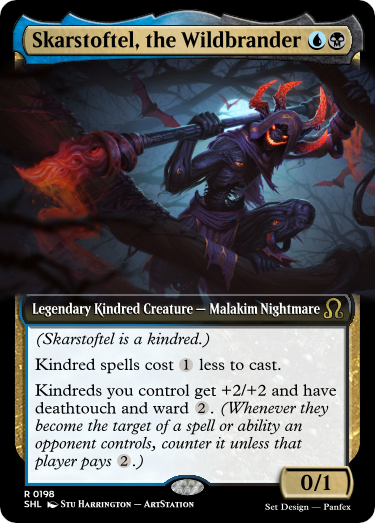 Skarstoftel, the Wildbrander
Legendary Kindred Creature — Malakim Nightmare
(Skarstoftel is a kindred.)
Kindred spells cost 1 less to cast.
Kindreds you control get +2/+2 and have
deathtouch and ward 2. (Whenever they
become the target of a spell or ability an
opponent controls, counter it unless that
player pays 2.)
0/1
R 0198
SHL Stu Harrington — ArtStation
Set Design — Panfex